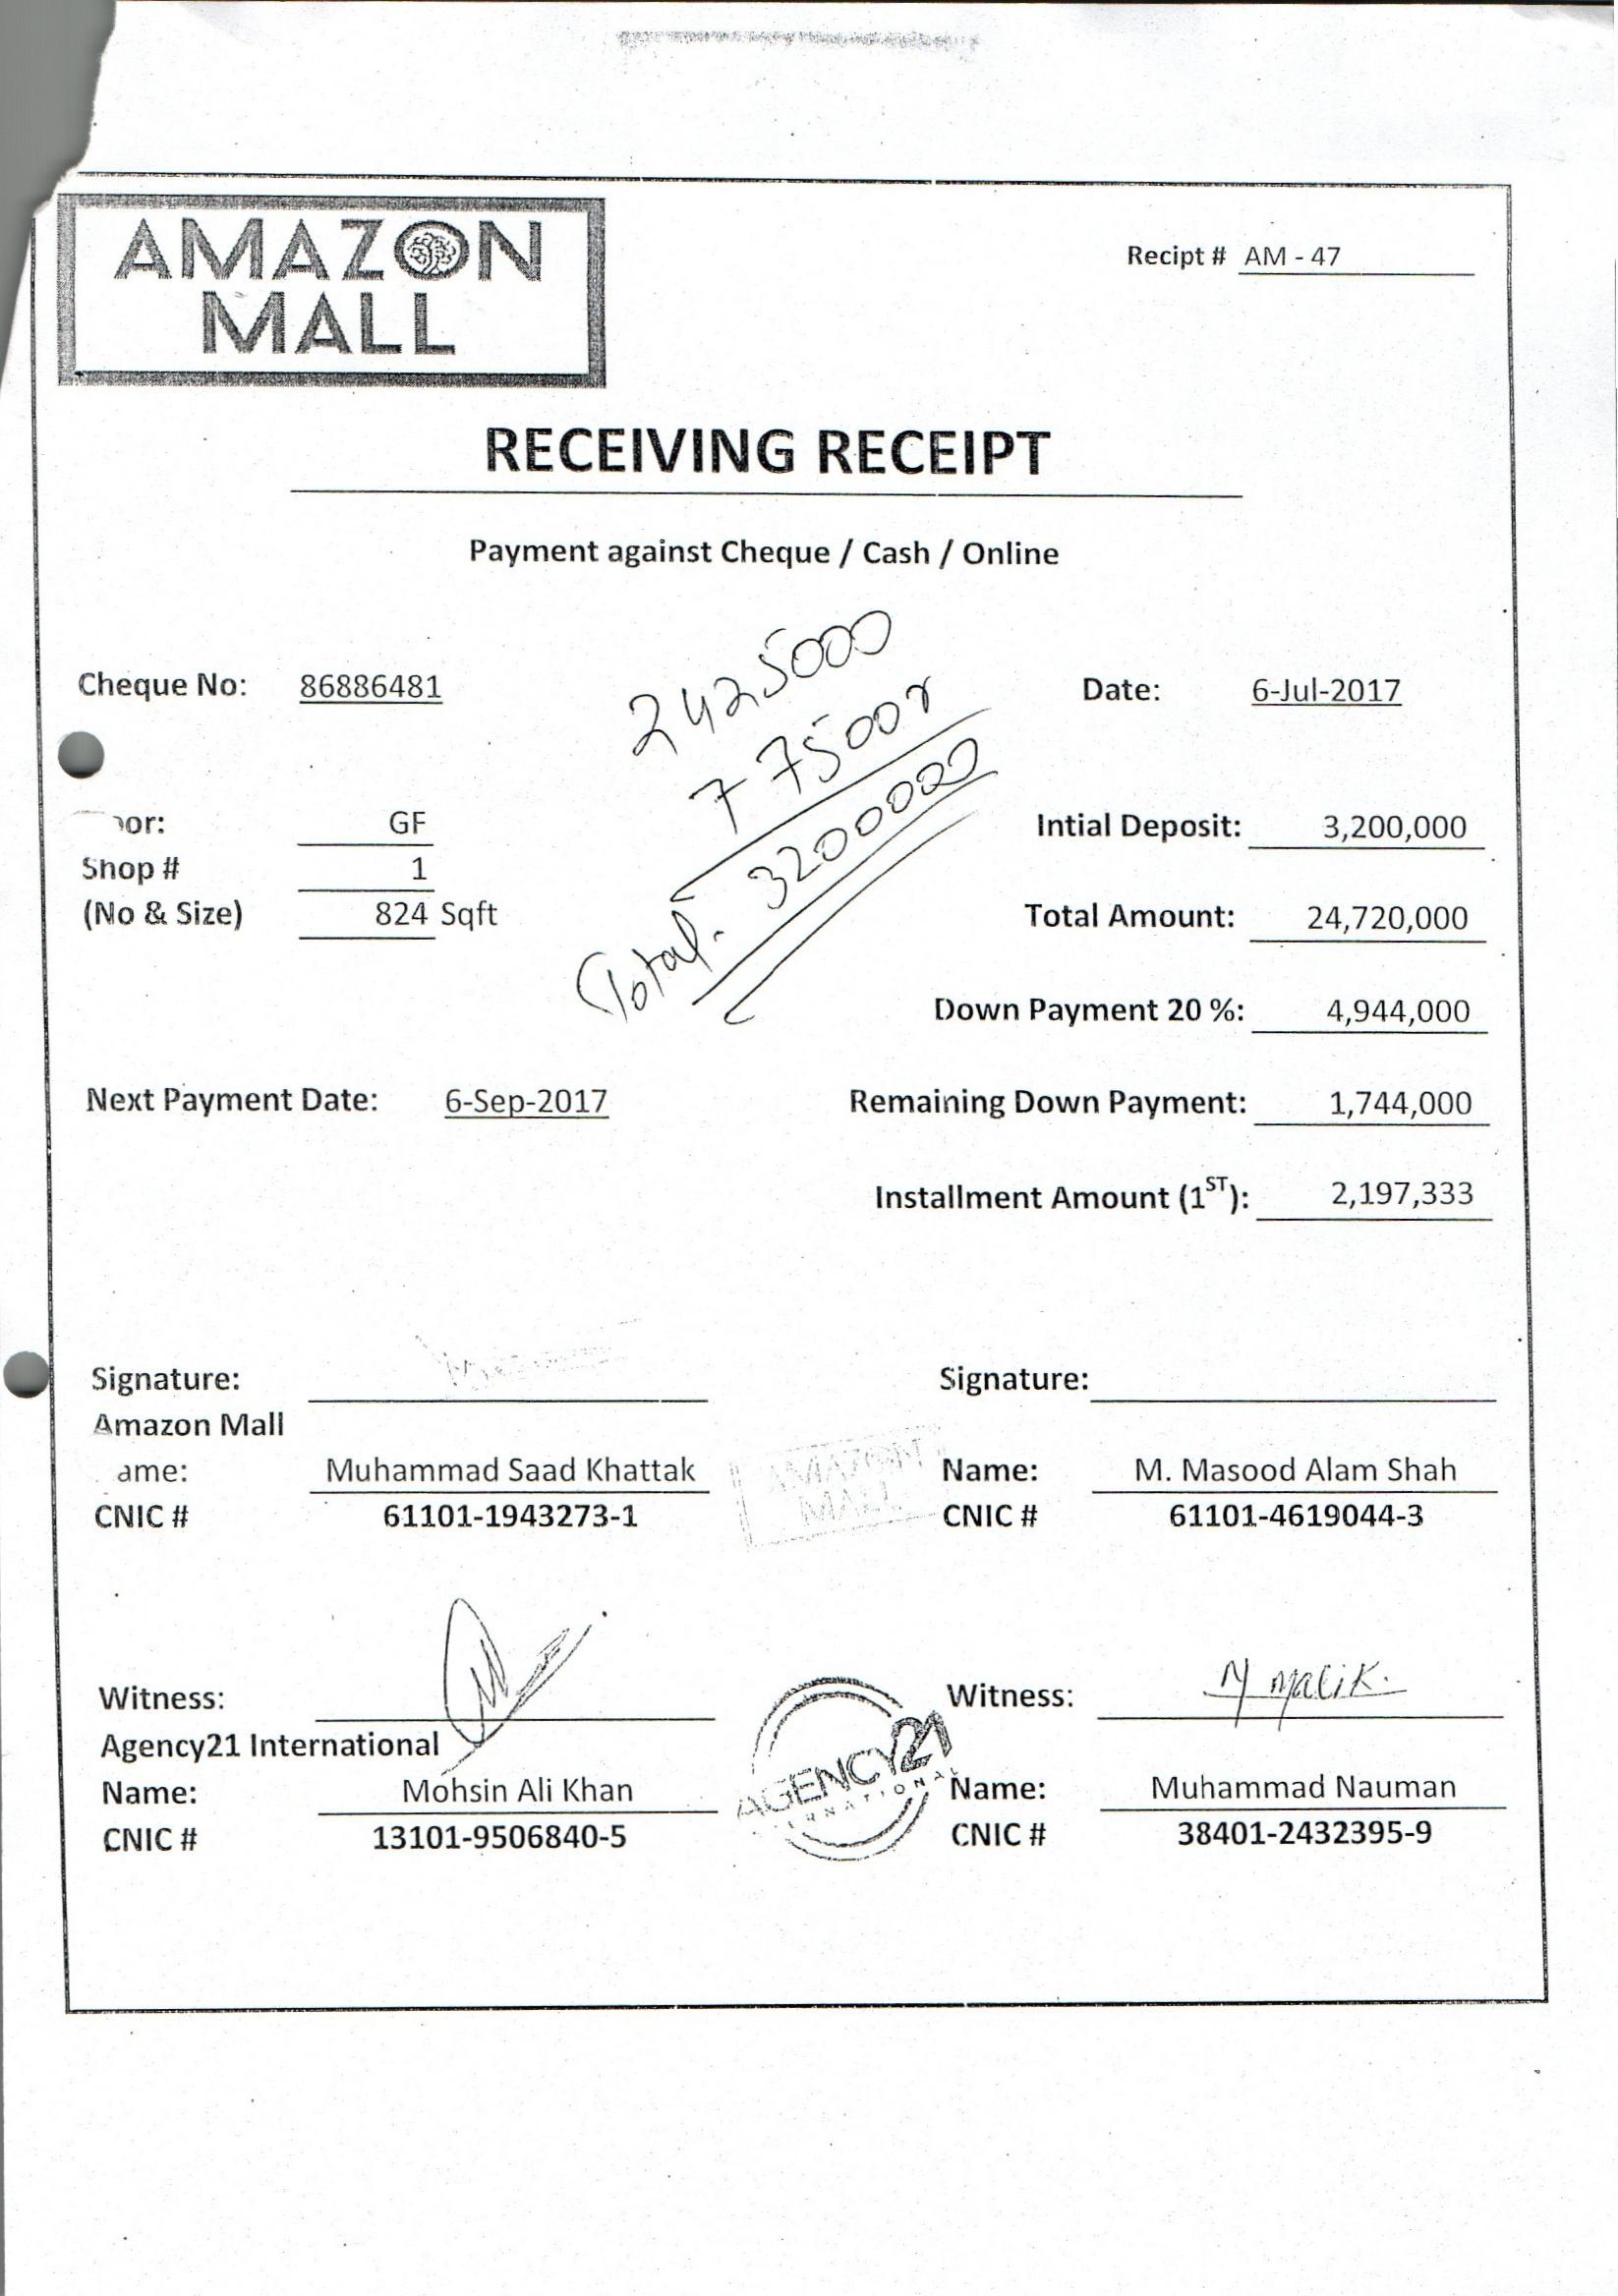 AMAZON
MALL
Recipt # AM - 47
RECEIVING RECEIPT
Payment against Cheque / Cash / Online
Cheque No: 86886481
Date: 6-Jul-2017
2425000
775000
Total. 3200000
oor: GF
Shop # 1
(No & Size) 824 Sqft
Intial Deposit: 3,200,000
Total Amount: 24,720,000
Down Payment 20 %: 4,944,000
Next Payment Date: 6-Sep-2017
Remaining Down Payment: 1,744,000
Installment Amount (1ST): 2,197,333
Signature:
Amazon Mall
ame: Muhammad Saad Khattak
CNIC # 61101-1943273-1
AMAZON
MALL
Signature:
Name: M. Masood Alam Shah
CNIC # 61101-4619044-3
Witness:
Agency21 International
Name: Mohsin Ali Khan
CNIC # 13101-9506840-5
AGENCY21
INTERNATIONAL
Witness: M Malik.
Name: Muhammad Nauman
CNIC # 38401-2432395-9